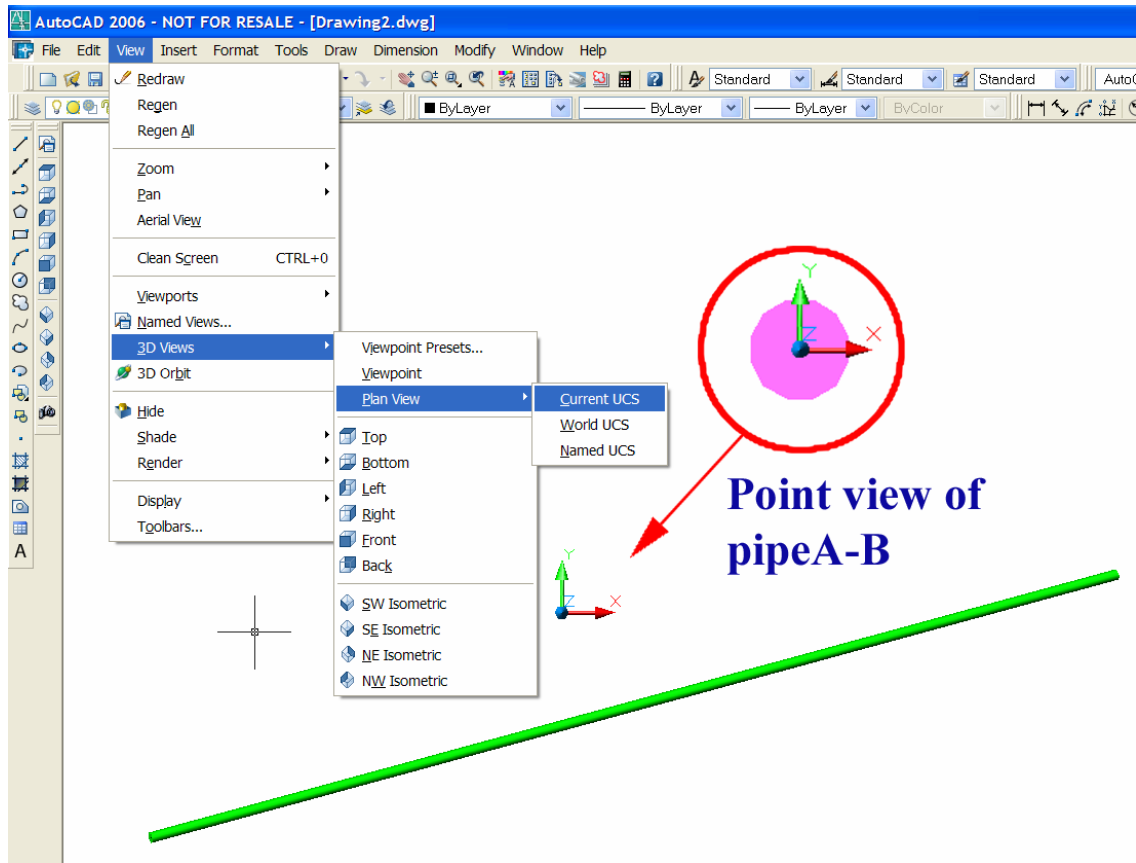 AutoCAD 2006 - NOT FOR RESALE - [Drawing2.dwg]
File Edit View Insert Format Tools Draw Dimension Modify Window Help
Standard Standard Standard
ByLayer ByLayer ByLayer ByColor
Redraw
Regen
Regen All
Zoom
Pan
Aerial View
Clean Screen CTRL+0
Viewports
Named Views...
3D Views
3D Orbit
Hide
Shade
Render
Display
Toolbars...
Viewpoint Presets...
Viewpoint
Plan View
Top
Bottom
Left
Right
Front
Back
SW Isometric
SE Isometric
NE Isometric
NW Isometric
Current UCS
World UCS
Named UCS
Y
Z X
Point view of
pipeA-B
Y
Z X
A